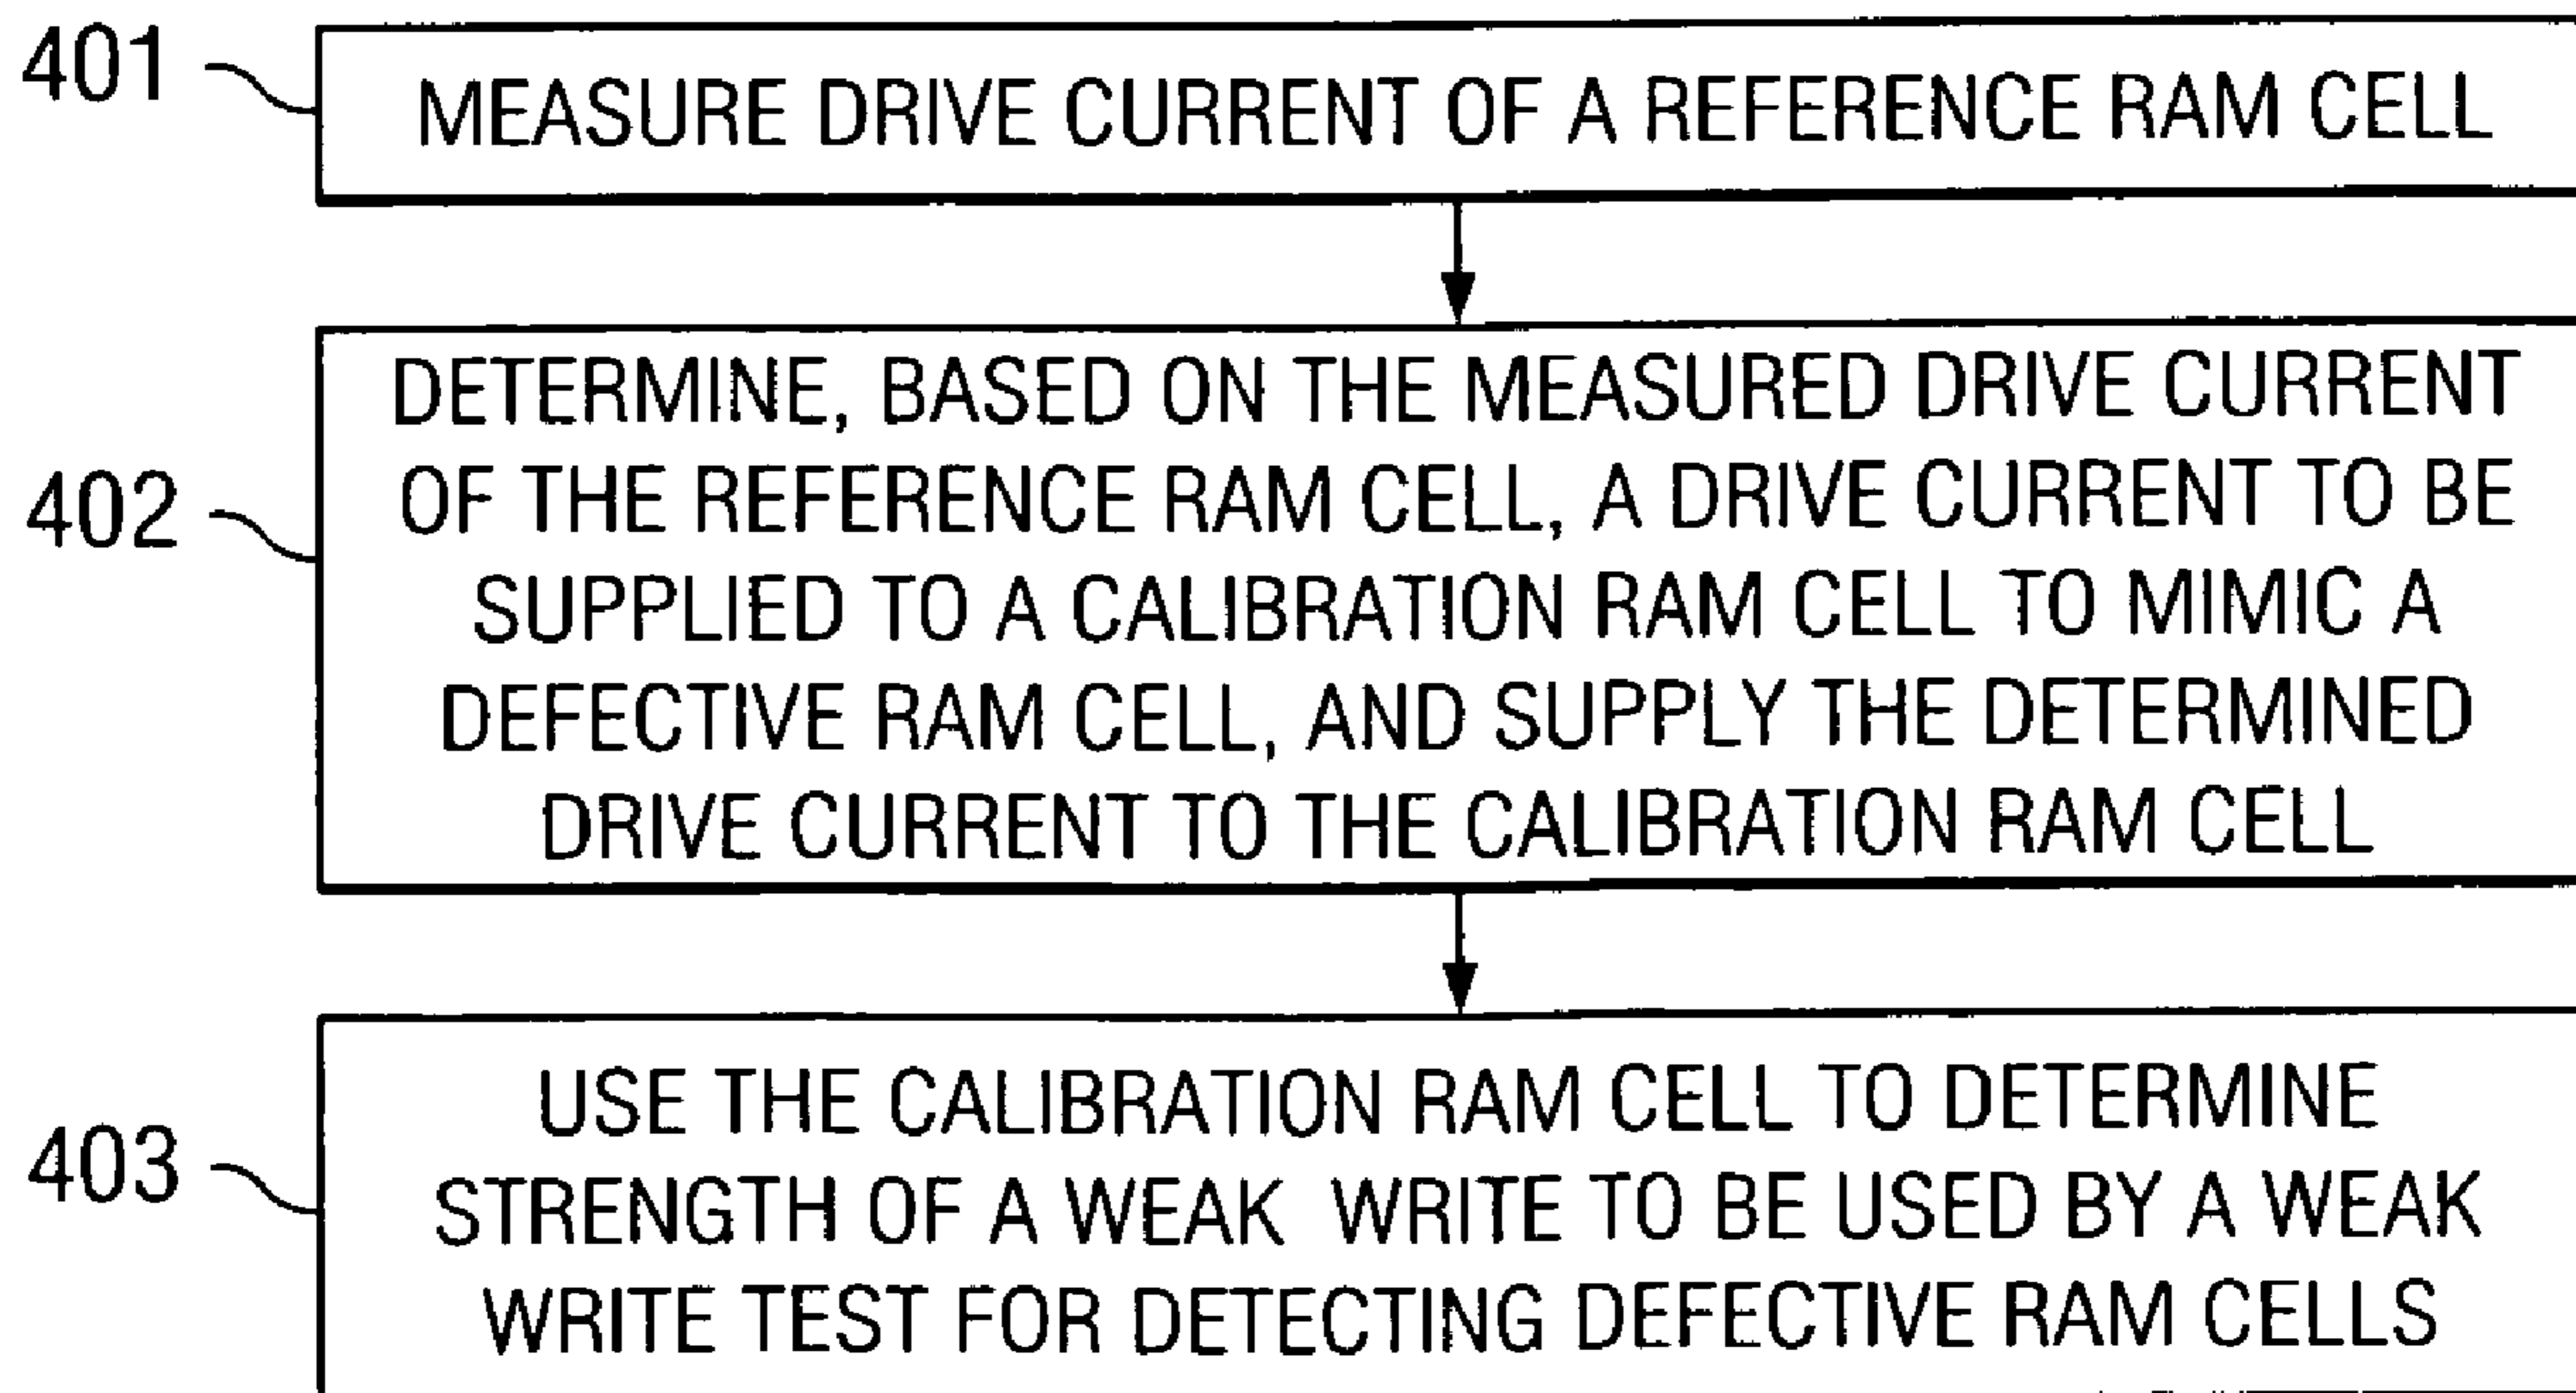 401
MEASURE DRIVE CURRENT OF A REFERENCE RAM CELL
DETERMINE, BASED ON THE MEASURED DRIVE CURRENT
OF THE REFERENCE RAM CELL, A DRIVE CURRENT TO BE
402
SUPPLIED TO A CALIBRATION RAM CELL TO MIMIC A
DEFECTIVE RAM CELL, AND SUPPLY THE DETERMINED
DRIVE CURRENT TO THE CALIBRATION RAM CELL
USE THE CALIBRATION RAM CELL TO DETERMINE
403
STRENGTH OF A WEAK WRITE TO BE USED BY A WEAK
WRITE TEST FOR DETECTING DEFECTIVE RAM CELLS